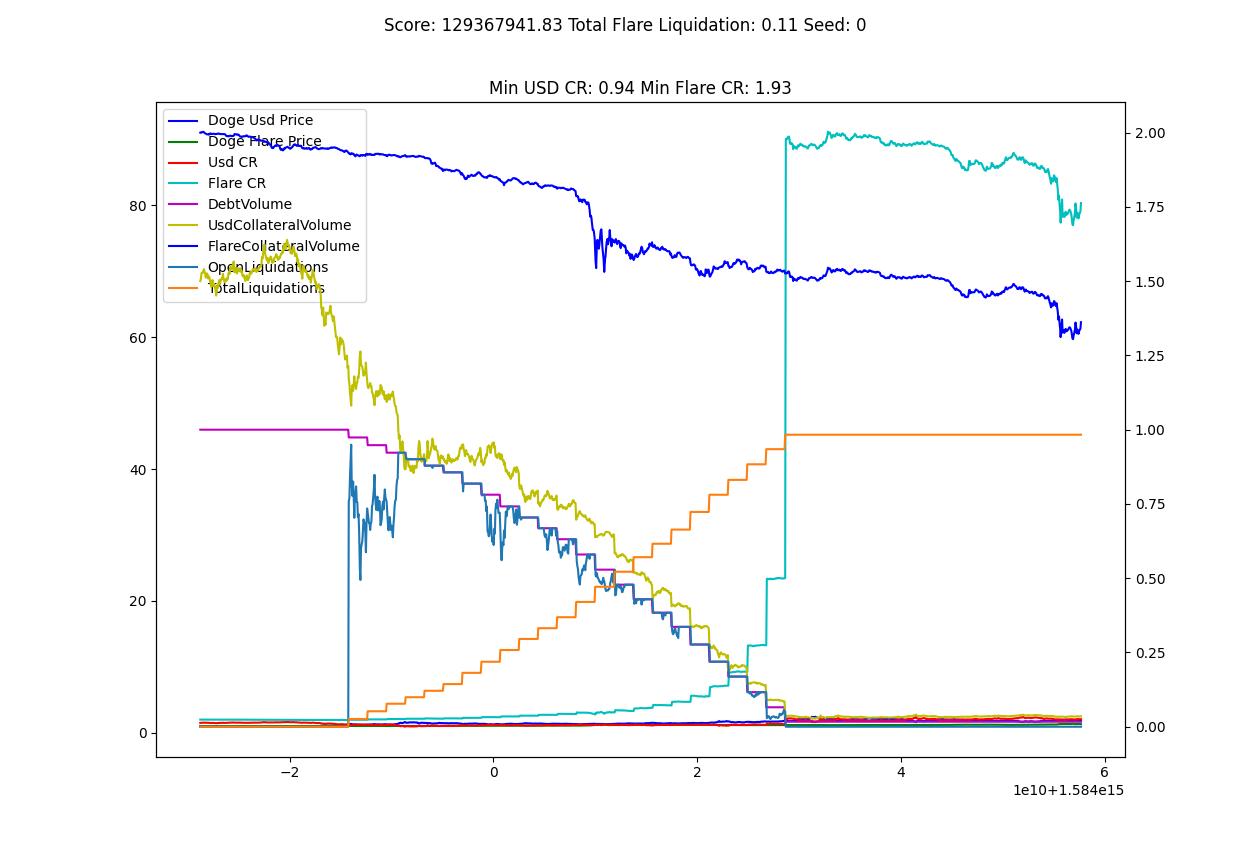 Score: 129367941.83 Total Flare Liquidation: 0.11 Seed: 0
Min USD CR: 0.94 Min Flare CR: 1.93
Doge Usd Price
Doge Flare Price
Usd CR
Flare CR
DebtVolume
UsdCollateralVolume
FlareCollateralVolume
OpenLiquidations
TotalLiquidations
80
60
40
20
0
2.00
1.75
1.50
1.25
1.00
0.75
0.50
0.25
0.00
−2 0 2 4 6
1e10+1.584e15